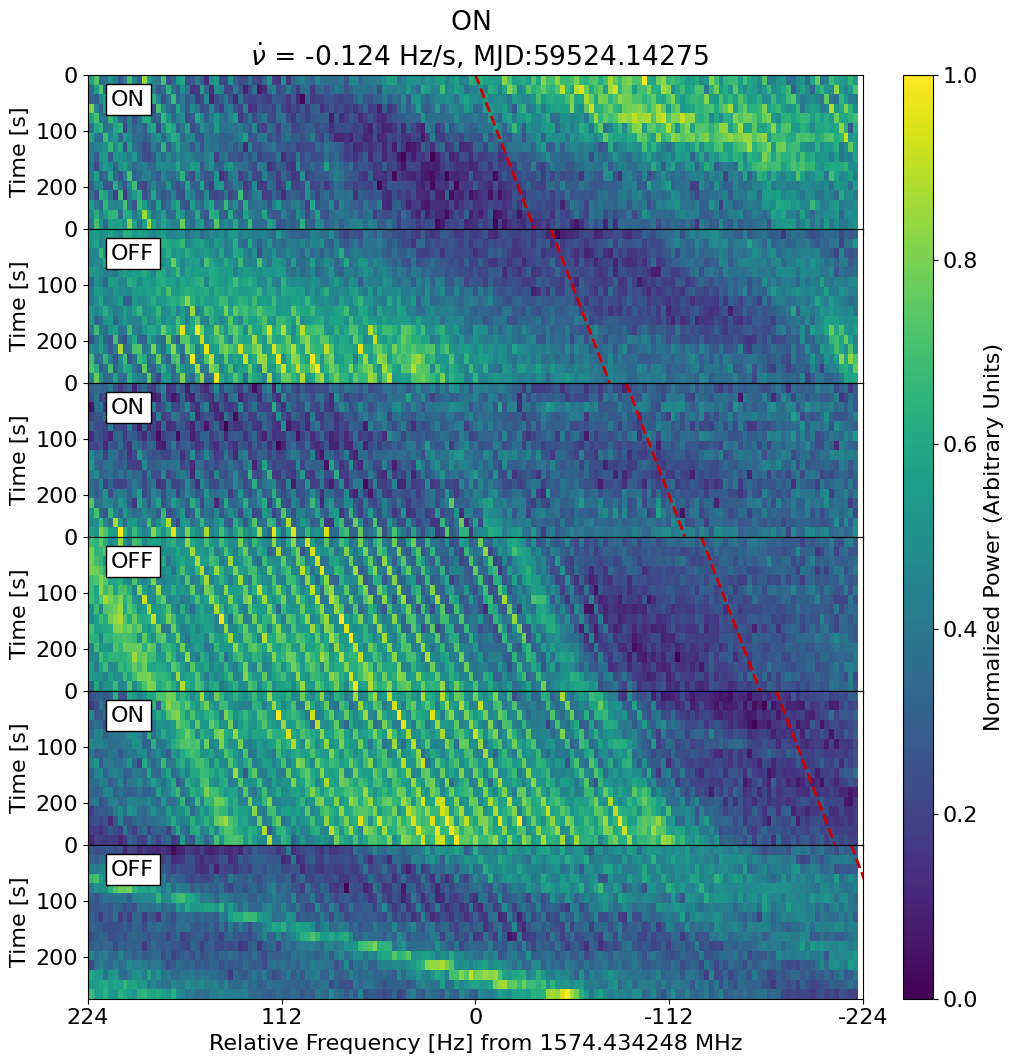 ON
ν̇ = -0.124 Hz/s, MJD:59524.14275
0
ON
100
Time [s]
200
0
OFF
100
Time [s]
200
0
ON
100
Time [s]
200
0
OFF
100
Time [s]
200
0
ON
100
Time [s]
200
0
OFF
100
Time [s]
200
224 112 0 -112 -224
Relative Frequency [Hz] from 1574.434248 MHz
1.0
0.8
0.6
0.4
0.2
0.0
Normalized Power (Arbitrary Units)